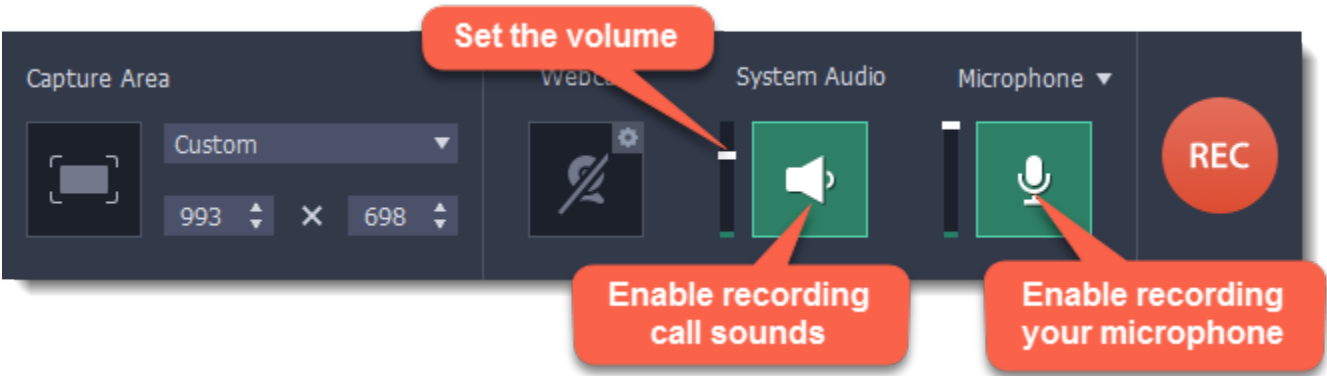 Set the volume
Capture Area
System Audio
Microphone
Custom
993 × 698
REC
Enable recording
call sounds
Enable recording
your microphone